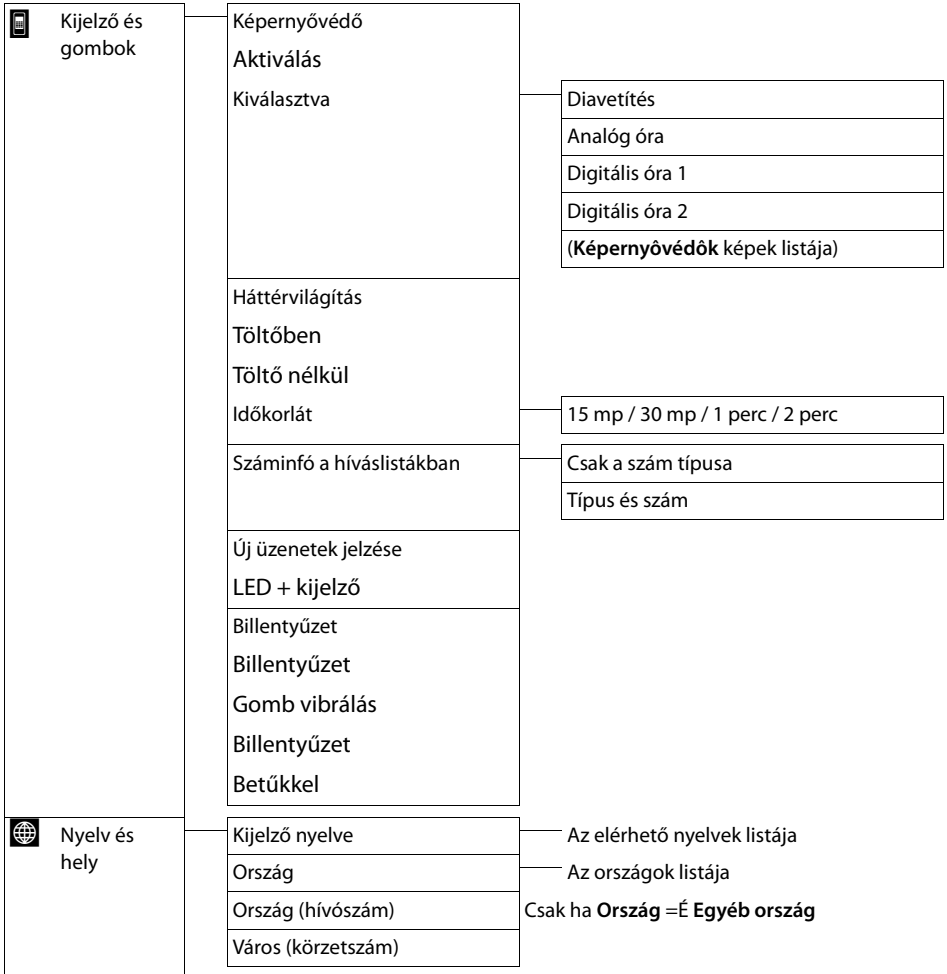 Kijelző és
gombok
Képernyővédő
Aktiválás
Kiválasztva
Diavetítés
Analóg óra
Digitális óra 1
Digitális óra 2
(Képernyôvédôk képek listája)
Háttérvilágítás
Töltőben
Töltő nélkül
Időkorlát
15 mp / 30 mp / 1 perc / 2 perc
Száminfó a híváslistákban
Csak a szám típusa
Típus és szám
Új üzenetek jelzése
LED + kijelző
Billentyűzet
Billentyűzet
Gomb vibrálás
Billentyűzet
Betűkkel
Nyelv és
hely
Kijelző nyelve
Az elérhető nyelvek listája
Ország
Az országok listája
Ország (hívószám)
Csak ha Ország =É Egyéb ország
Város (körzetszám)